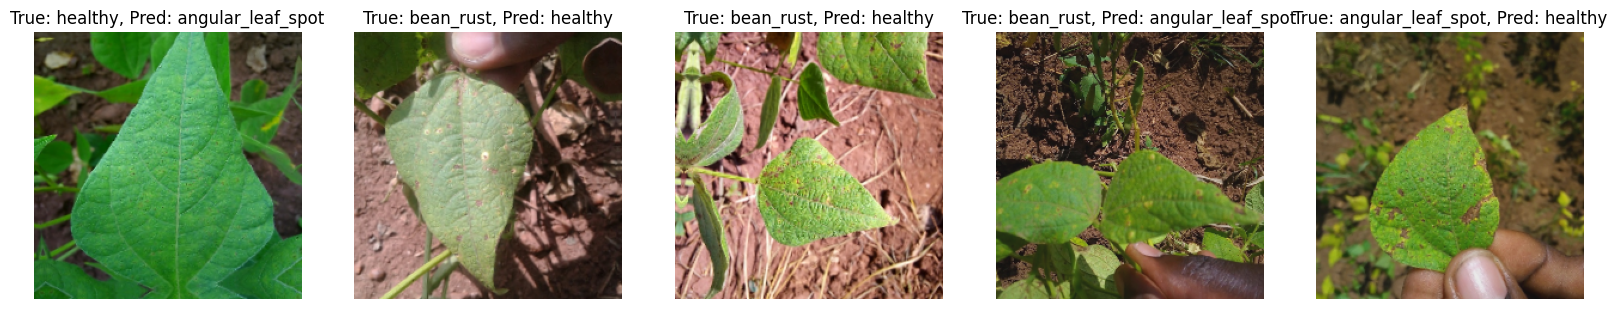 True: healthy, Pred: angular_leaf_spot
True: bean_rust, Pred: healthy
True: bean_rust, Pred: healthy
True: bean_rust, Pred: angular_leaf_spot
True: angular_leaf_spot, Pred: healthy